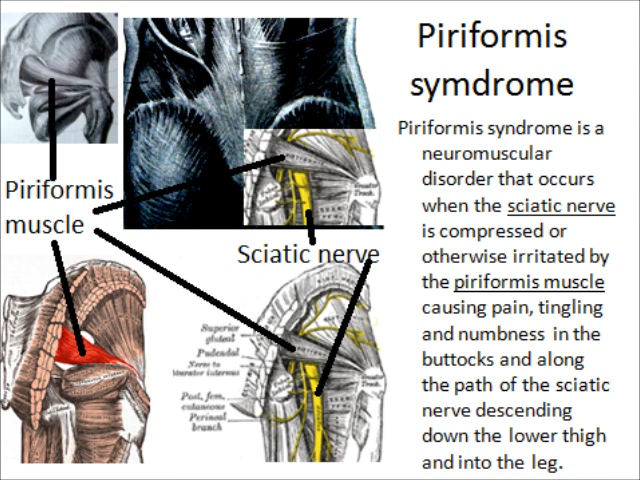 Piriformis
symdrome
Piriformis syndrome is a
neuromuscular
disorder that occurs
when the sciatic nerve
is compressed or
otherwise irritated by
the piriformis muscle
causing pain, tingling
and numbness in the
buttocks and along
the path of the sciatic
nerve descending
down the lower thigh
and into the leg.
Piriformis
muscle
Sciatic nerve
Superior
gluteal
Pudendal
Nerve to
Post. fem.
cutaneous
Perineal
branch